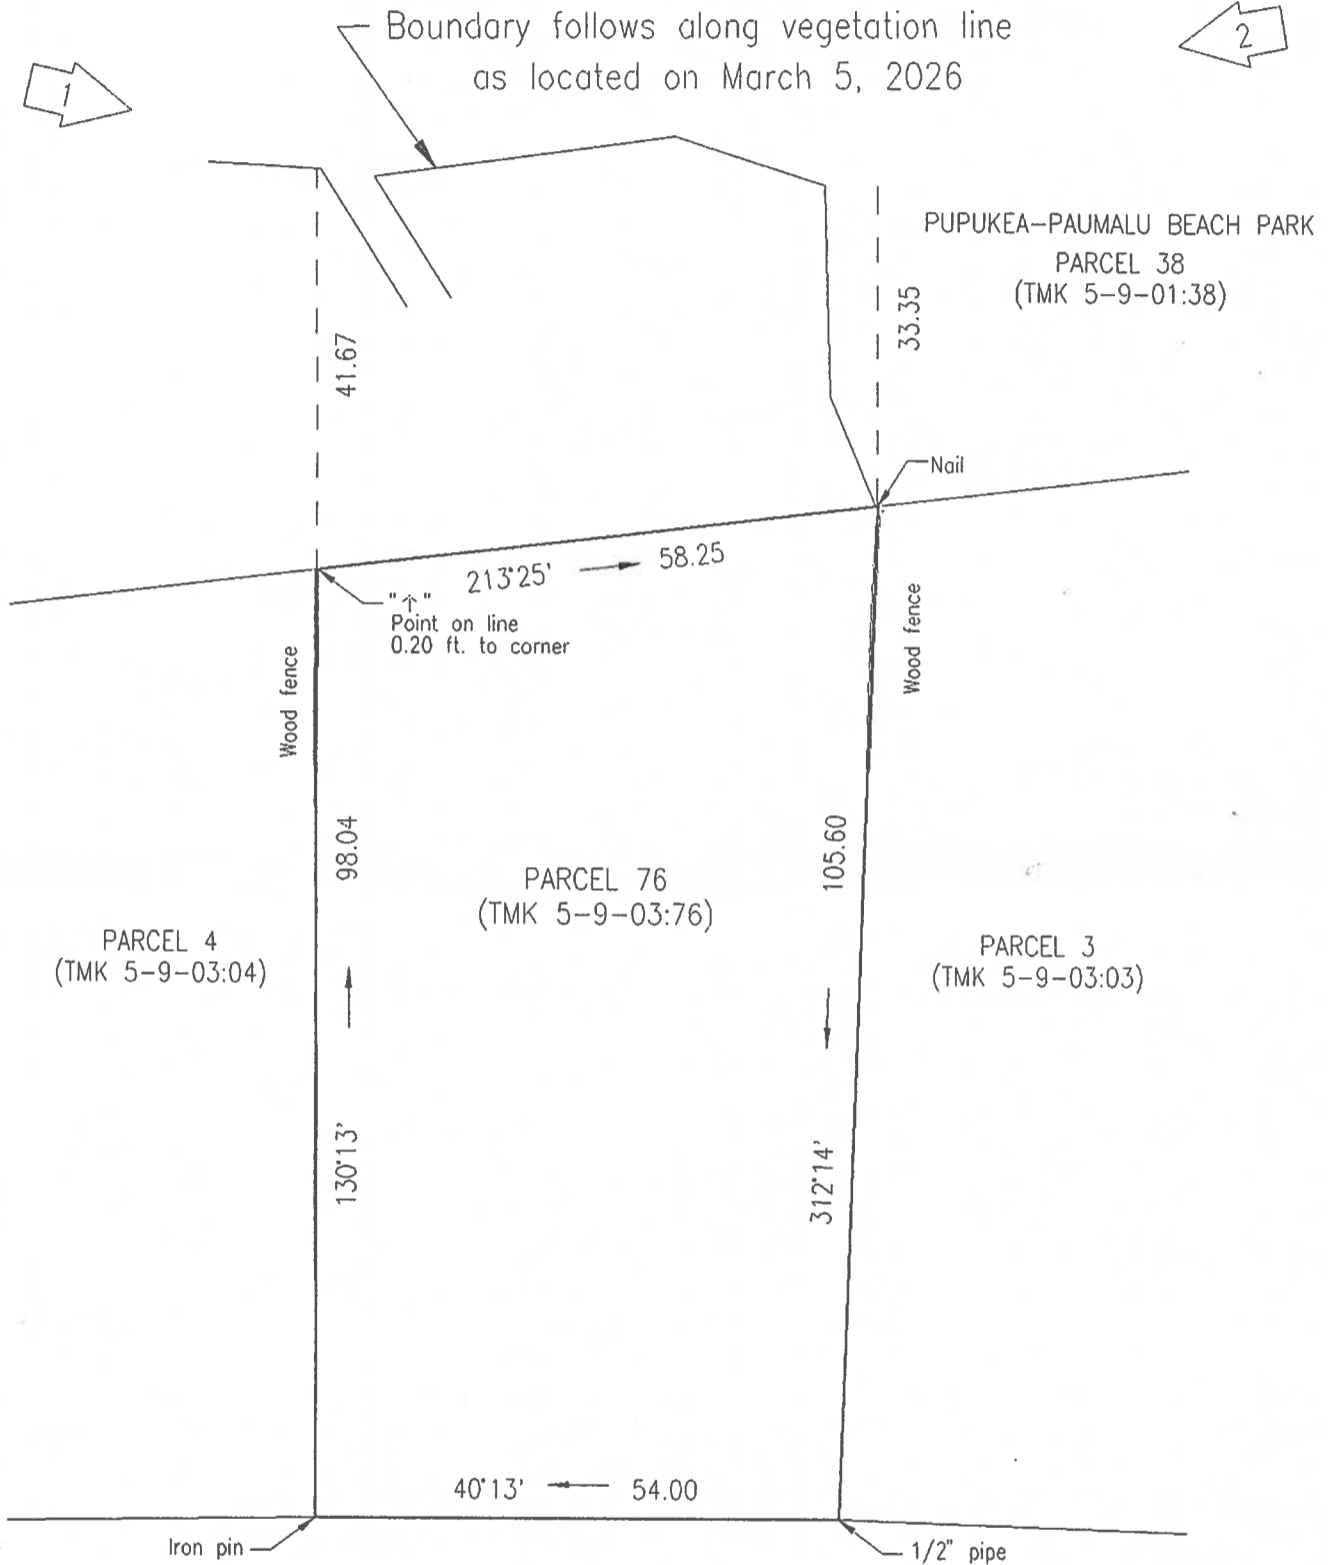 Boundary follows along vegetation line
as located on March 5, 2026
1
2
PUPUKEA-PAUMALU BEACH PARK
PARCEL 38
(TMK 5-9-01:38)
41.67
33.35
Nail
213°25' 58.25
"↑"
Point on line
0.20 ft. to corner
Wood fence
Wood fence
98.04
105.60
PARCEL 76
(TMK 5-9-03:76)
PARCEL 4
(TMK 5-9-03:04)
PARCEL 3
(TMK 5-9-03:03)
130°13'
312°14'
40°13' 54.00
Iron pin
1/2" pipe